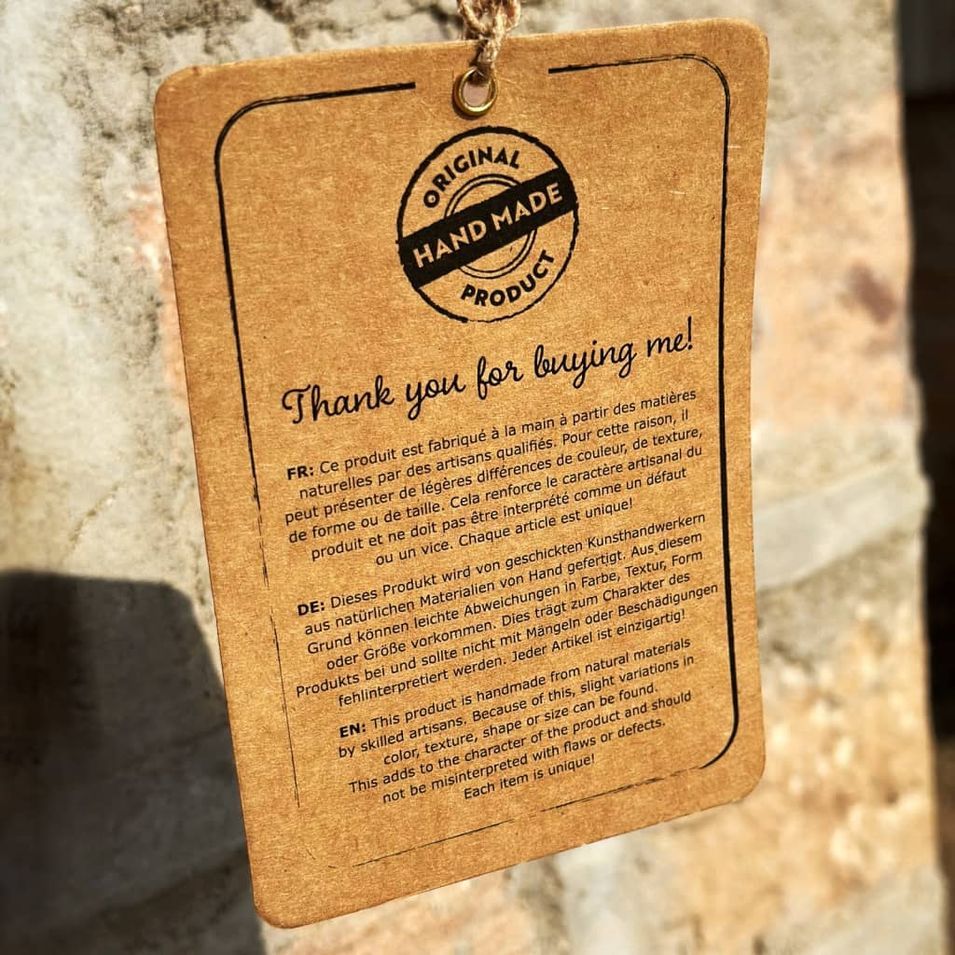 ORIGINAL
HAND MADE
PRODUCT
Thank you for buying me!
FR: Ce produit est fabriqué à la main à partir des matières
naturelles par des artisans qualifiés. Pour cette raison, il
peut présenter de légères différences de couleur, de texture,
de forme ou de taille. Cela renforce le caractère artisanal du
produit et ne doit pas être interprété comme un défaut
ou un vice. Chaque article est unique!
DE: Dieses Produkt wird von geschickten Kunsthandwerkern
aus natürlichen Materialien von Hand gefertigt. Aus diesem
Grund können leichte Abweichungen in Farbe, Textur, Form
oder Größe vorkommen. Dies trägt zum Charakter des
Produkts bei und sollte nicht mit Mängeln oder Beschädigungen
fehlinterpretiert werden. Jeder Artikel ist einzigartig!
EN: This product is handmade from natural materials
by skilled artisans. Because of this, slight variations in
color, texture, shape or size can be found.
This adds to the character of the product and should
not be misinterpreted with flaws or defects.
Each item is unique!